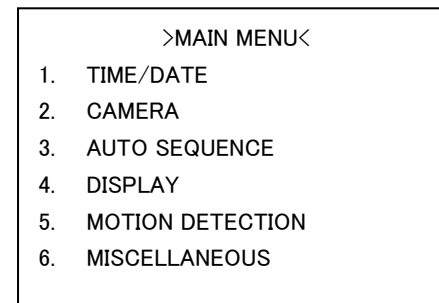 >MAIN MENU<
1. TIME/DATE
2. CAMERA
3. AUTO SEQUENCE
4. DISPLAY
5. MOTION DETECTION
6. MISCELLANEOUS